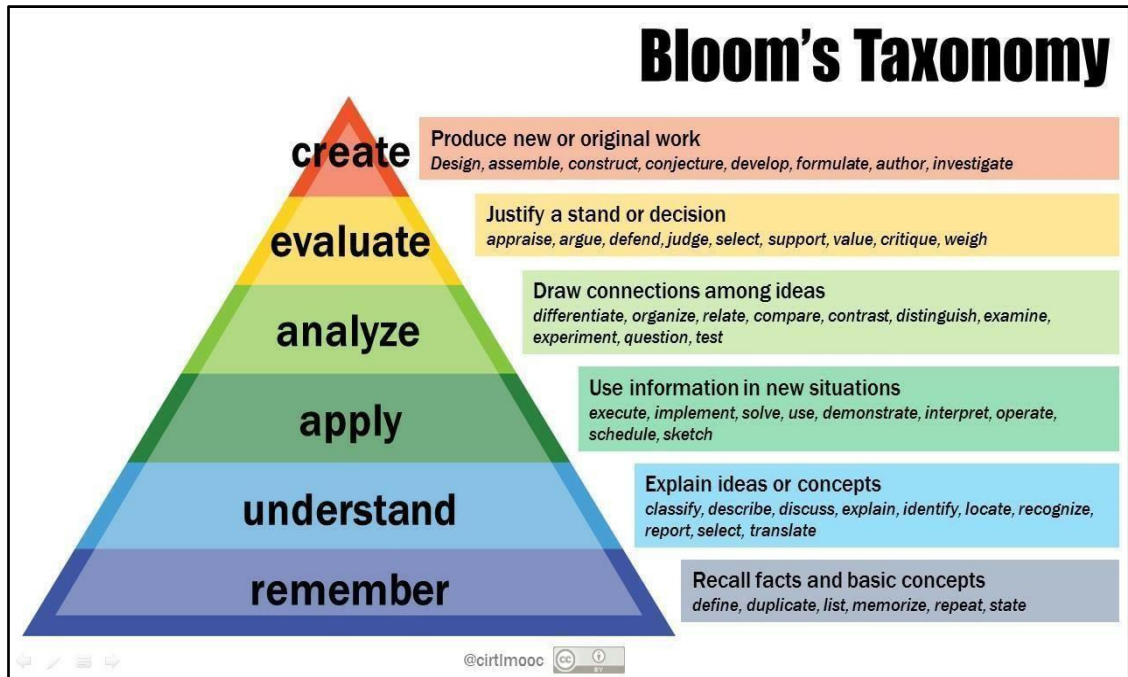 Bloom's Taxonomy
create
Produce new or original work
Design, assemble, construct, conjecture, develop, formulate, author, investigate
evaluate
Justify a stand or decision
appraise, argue, defend, judge, select, support, value, critique, weigh
analyze
Draw connections among ideas
differentiate, organize, relate, compare, contrast, distinguish, examine,
experiment, question, test
apply
Use information in new situations
execute, implement, solve, use, demonstrate, interpret, operate,
schedule, sketch
understand
Explain ideas or concepts
classify, describe, discuss, explain, identify, locate, recognize,
report, select, translate
remember
Recall facts and basic concepts
define, duplicate, list, memorize, repeat, state
@cirtlmooc
cc
BY